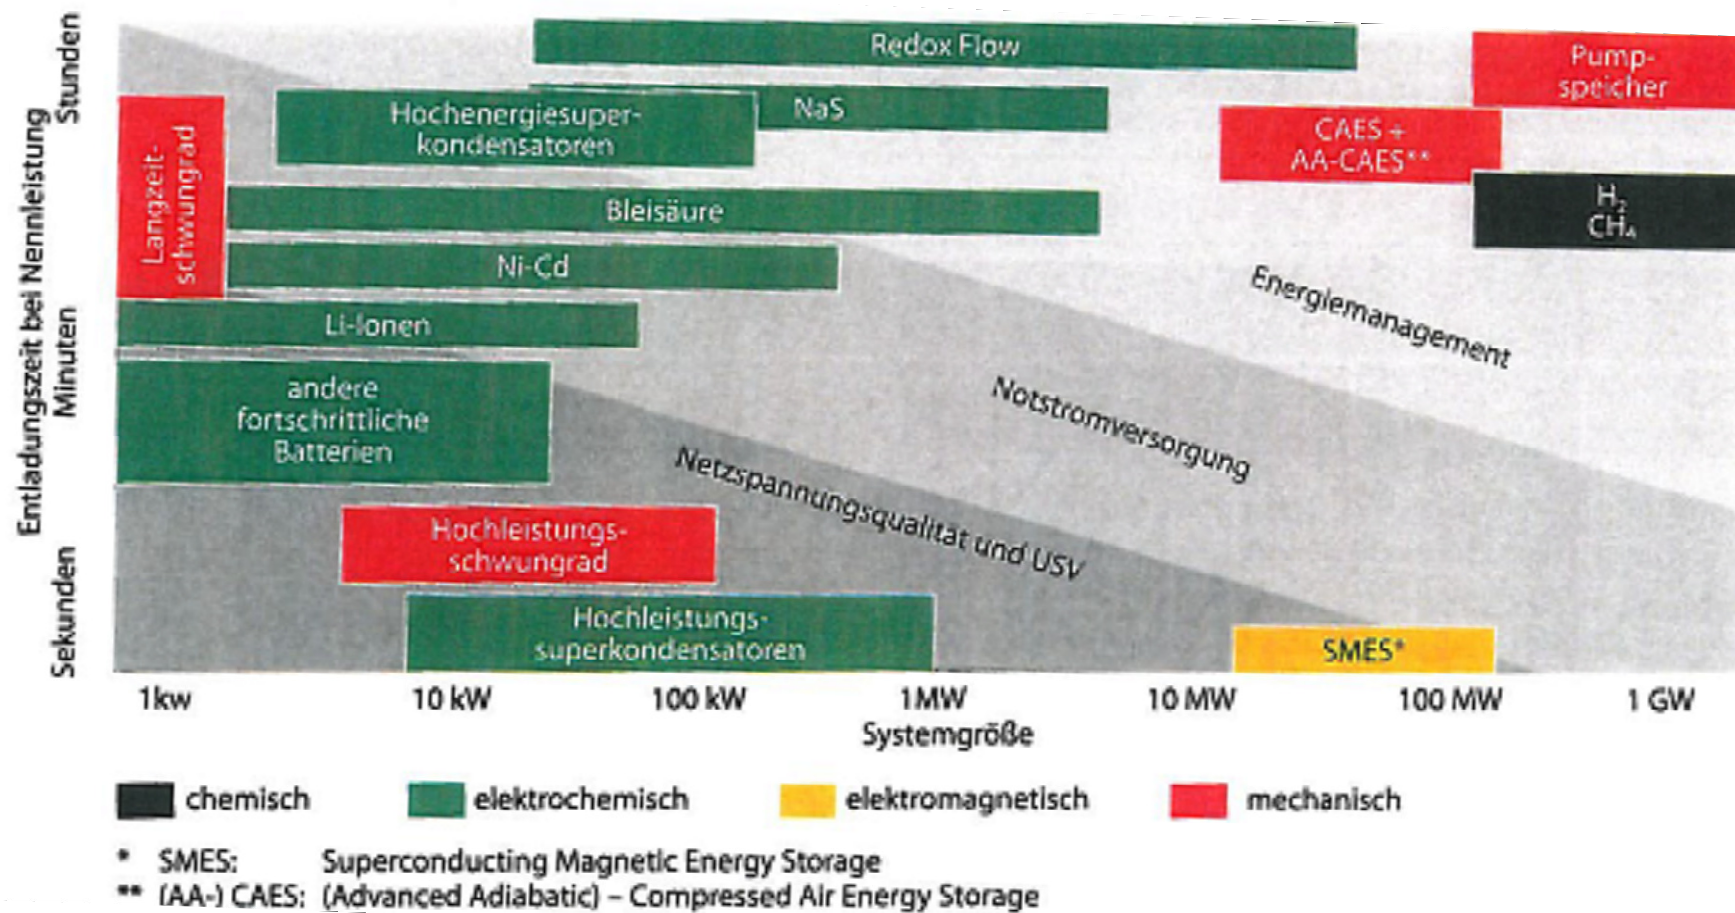 Entladungszeit bei Nennleistung
Stunden
Minuten
Sekunden
Redox Flow
Pump-
speicher
NaS
Hochenergiesuper-
kondensatoren
CAES +
AA-CAES**
Langzeit-
schwungrad
H₂
CH₄
Bleisäure
Ni-Cd
Energiemanagement
Li-Ionen
Notstromversorgung
andere
fortschrittliche
Batterien
Netzspannungsqualität und USV
Hochleistungs-
schwungrad
Hochleistungs-
superkondensatoren
SMES*
1kw 10 kW 100 kW 1MW 10 MW 100 MW 1 GW
Systemgröße
chemisch elektrochemisch elektromagnetisch mechanisch
* SMES: Superconducting Magnetic Energy Storage
** (AA-) CAES: (Advanced Adiabatic) – Compressed Air Energy Storage